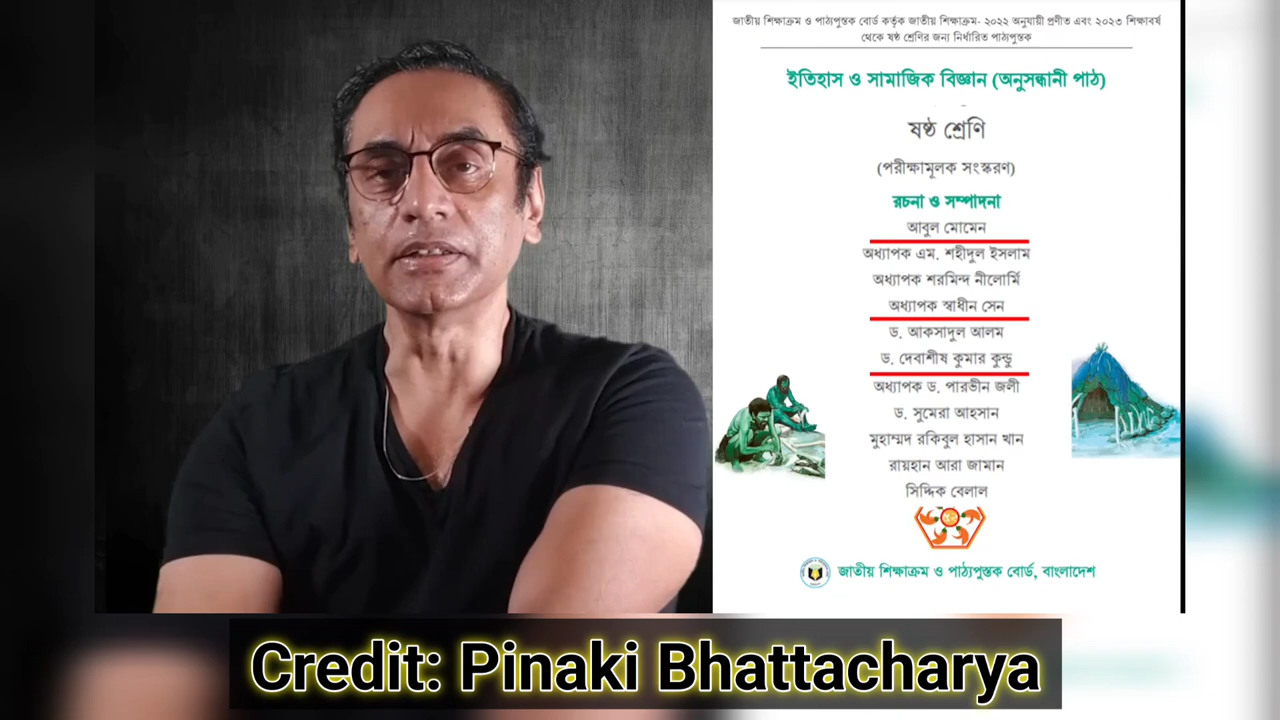 জাতীয় শিক্ষাক্রম ও পাঠ্যপুস্তক বোর্ড কর্তৃক জাতীয় শিক্ষাক্রম- ২০২২ অনুযায়ী প্রণীত এবং ২০২৩ শিক্ষাবর্ষ
থেকে ষষ্ঠ শ্রেণির জন্য নির্ধারিত পাঠ্যপুস্তক
ইতিহাস ও সামাজিক বিজ্ঞান (অনুসন্ধানী পাঠ)
ষষ্ঠ শ্রেণি
(পরীক্ষামূলক সংস্করণ)
রচনা ও সম্পাদনা
আবুল মোমেন
অধ্যাপক এম. শহীদুল ইসলাম
অধ্যাপক শরমিন্দ নীলোর্মি
অধ্যাপক স্বাধীন সেন
ড. আকসাদুল আলম
ড. দেবাশীষ কুমার কুন্ডু
অধ্যাপক ড. পারভীন জলী
ড. সুমেরা আহসান
মুহাম্মদ রকিবুল হাসান খান
রায়হান আরা জামান
সিদ্দিক বেলাল
জাতীয় শিক্ষাক্রম ও পাঠ্যপুস্তক বোর্ড, বাংলাদেশ
Credit: Pinaki Bhattacharya